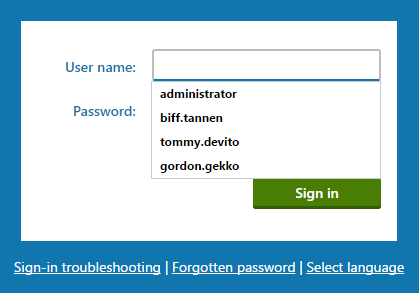 User name:
administrator
Password:
biff.tannen
tommy.devito
gordon.gekko
Sign in
Sign-in troubleshooting | Forgotten password | Select language